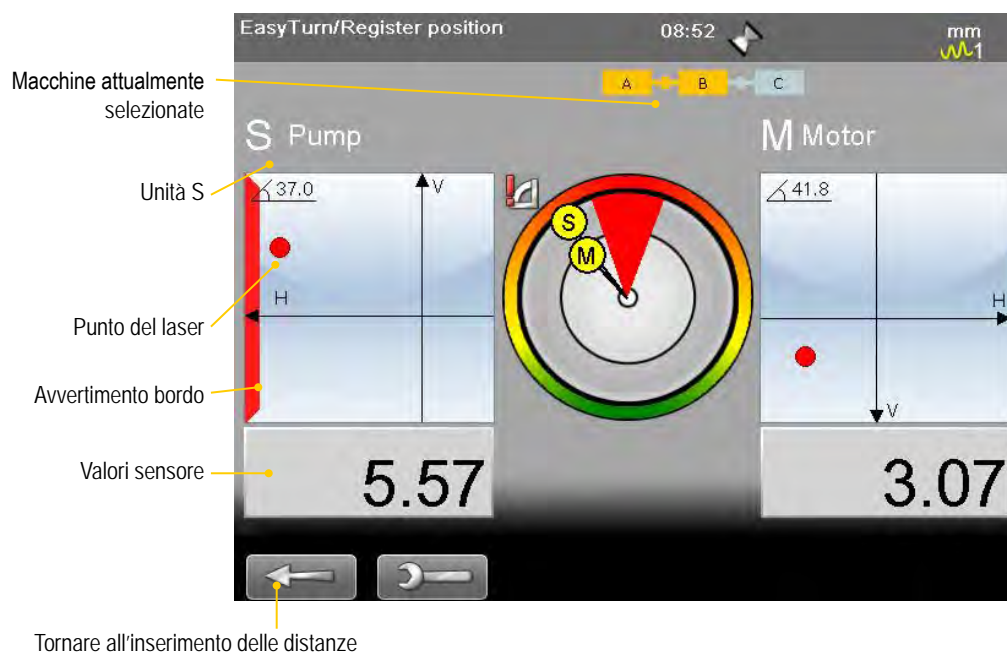 EasyTurn/Register position 08:52 mm
1
Macchine attualmente
selezionate
A B C
S Pump M Motor
Unità S
37.0 V 41.8
S
M
H H
Punto del laser
Avvertimento bordo
V
Valori sensore
5.57 3.07
Tornare all'inserimento delle distanze